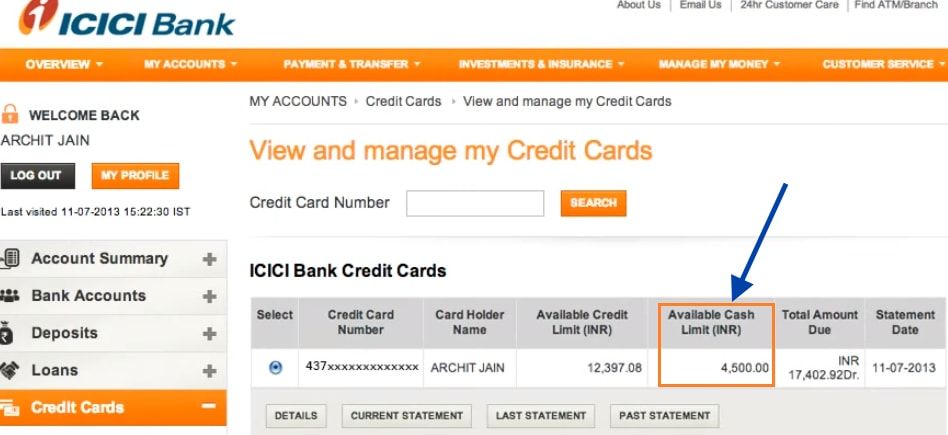 ICICI Bank
About Us | Email Us | 24hr Customer Care | Find ATM/Branch
OVERVIEW MY ACCOUNTS PAYMENT & TRANSFER INVESTMENTS & INSURANCE MANAGE MY MONEY CUSTOMER SERVICE
WELCOME BACK
ARCHIT JAIN
LOG OUT MY PROFILE
Last visited 11-07-2013 15:22:30 IST
Account Summary
Bank Accounts
Deposits
Loans
Credit Cards
MY ACCOUNTS Credit Cards View and manage my Credit Cards
View and manage my Credit Cards
Credit Card Number SEARCH
ICICI Bank Credit Cards
Select Credit Card Number Card Holder Name Available Credit Limit (INR) Available Cash Limit (INR) Total Amount Due Statement Date
437xxxxxxxxxxxxx ARCHIT JAIN 12,397.08 4,500.00 INR 17,402.92Dr. 11-07-2013
DETAILS CURRENT STATEMENT LAST STATEMENT PAST STATEMENT